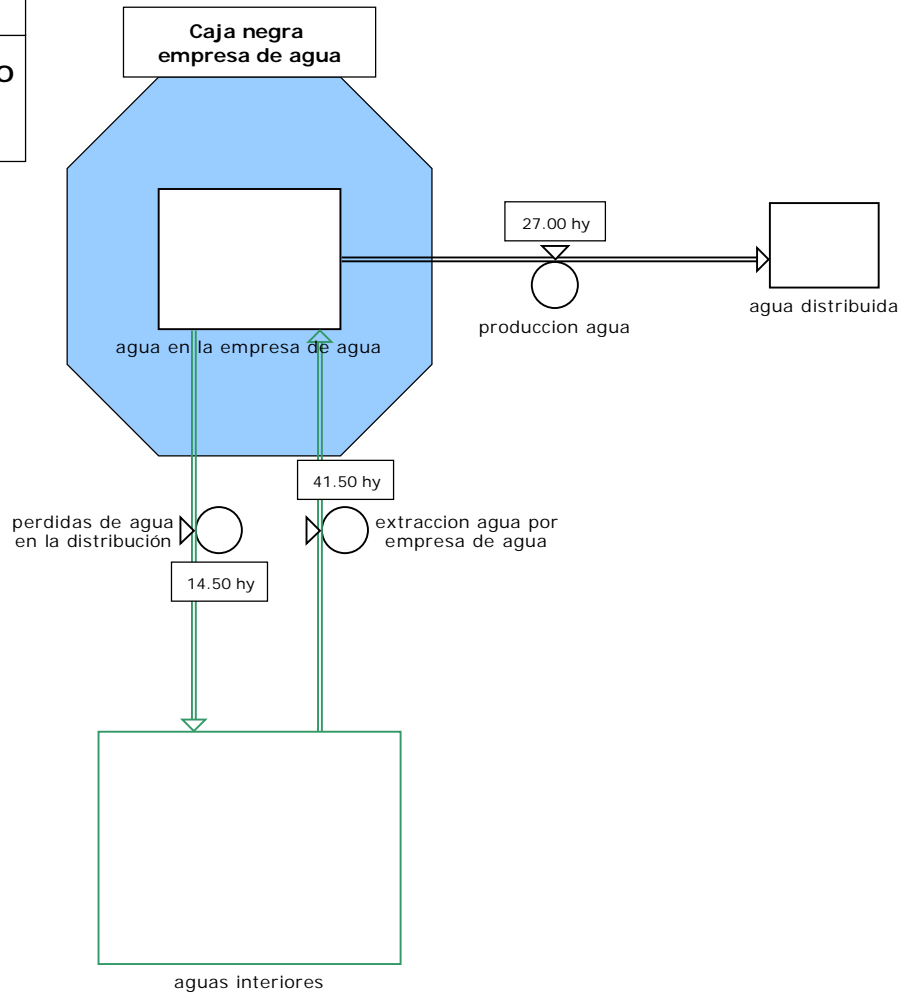 Caja negra
empresa de agua
O
27.00 hy
agua distribuida
produccion agua
agua en la empresa de agua
41.50 hy
perdidas de agua
en la distribución
extraccion agua por
empresa de agua
14.50 hy
aguas interiores